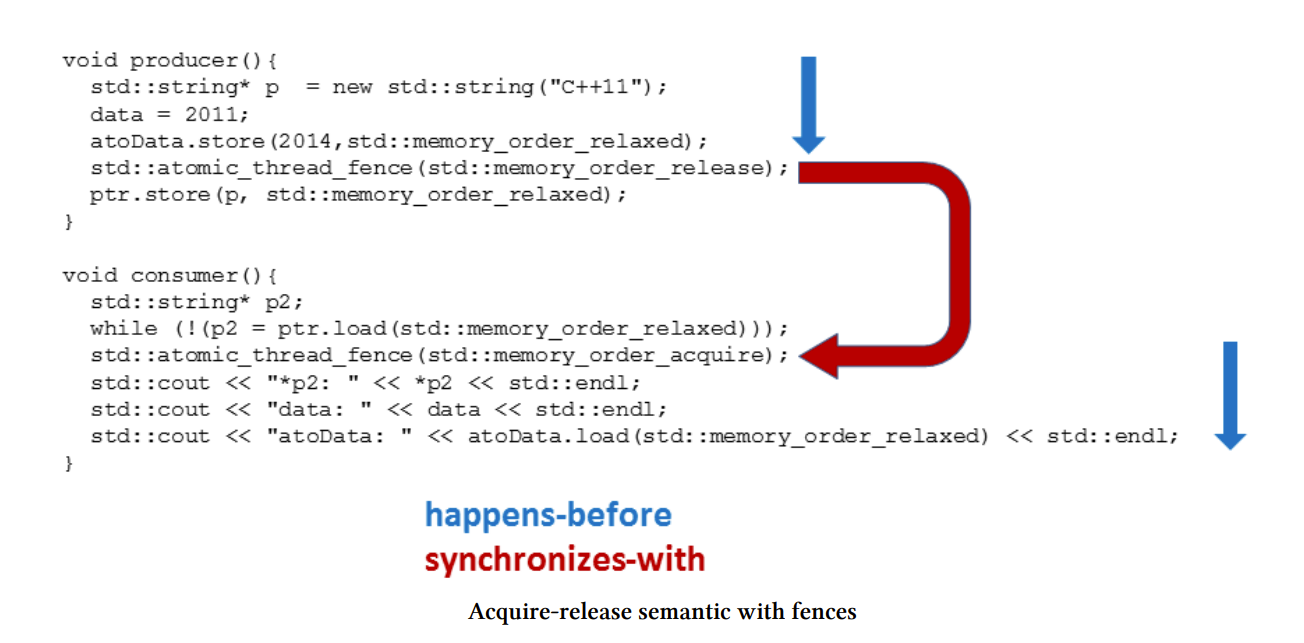 void producer(){
  std::string* p  = new std::string("C++11");
  data = 2011;
  atoData.store(2014,std::memory_order_relaxed);
  std::atomic_thread_fence(std::memory_order_release);
  ptr.store(p, std::memory_order_relaxed);
}
void consumer(){
  std::string* p2;
  while (!(p2 = ptr.load(std::memory_order_relaxed)));
  std::atomic_thread_fence(std::memory_order_acquire);
  std::cout << "*p2: " << *p2 << std::endl;
  std::cout << "data: " << data << std::endl;
  std::cout << "atoData: " << atoData.load(std::memory_order_relaxed) << std::endl;
}
happens-before
synchronizes-with
Acquire-release semantic with fences